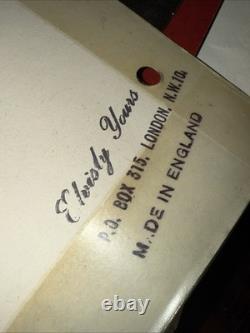 Elvisly Yours
P.O. BOX 315, LONDON, N.W.10.
M.DE IN ENGLAND